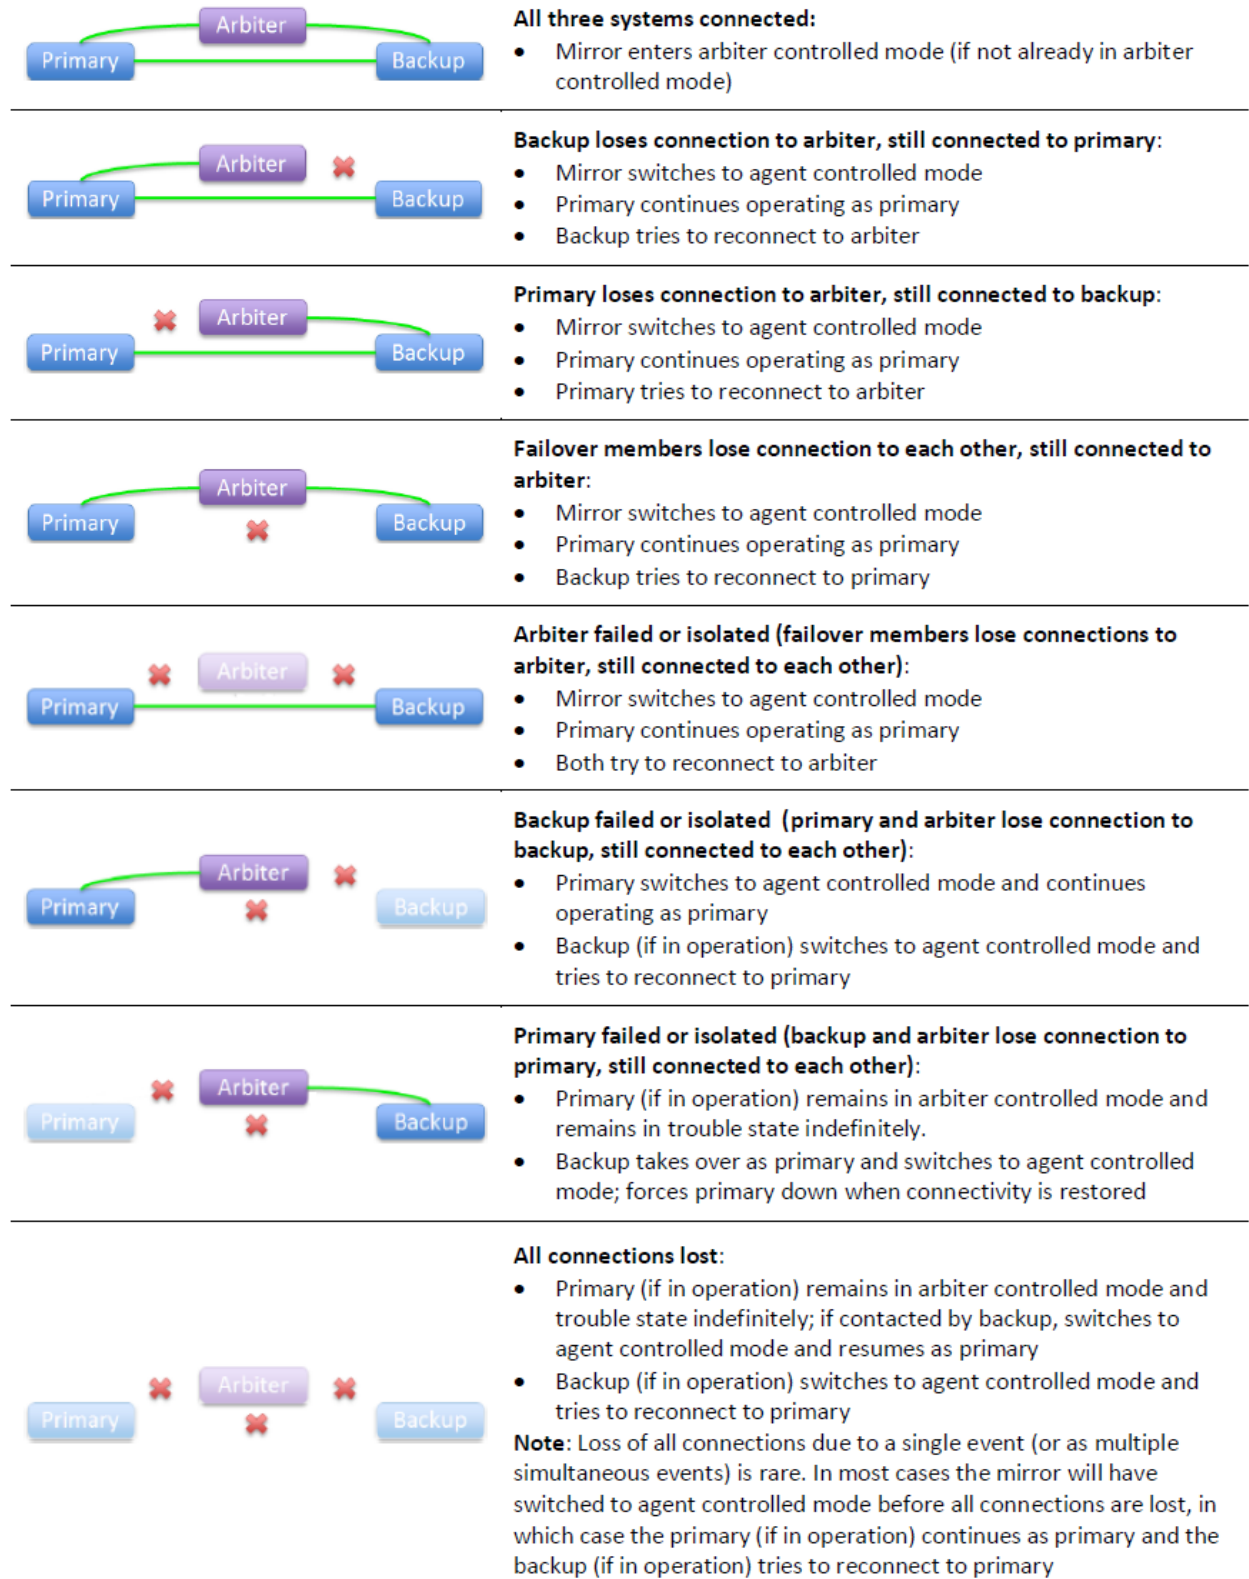 Arbiter
Primary
Backup
All three systems connected:
• Mirror enters arbiter controlled mode (if not already in arbiter
controlled mode)
Arbiter
Primary
Backup
Backup loses connection to arbiter, still connected to primary:
• Mirror switches to agent controlled mode
• Primary continues operating as primary
• Backup tries to reconnect to arbiter
Arbiter
Primary
Backup
Primary loses connection to arbiter, still connected to backup:
• Mirror switches to agent controlled mode
• Primary continues operating as primary
• Primary tries to reconnect to arbiter
Arbiter
Primary
Backup
Failover members lose connection to each other, still connected to
arbiter:
• Mirror switches to agent controlled mode
• Primary continues operating as primary
• Backup tries to reconnect to primary
Arbiter
Primary
Backup
Arbiter failed or isolated (failover members lose connections to
arbiter, still connected to each other):
• Mirror switches to agent controlled mode
• Primary continues operating as primary
• Both try to reconnect to arbiter
Arbiter
Primary
Backup
Backup failed or isolated (primary and arbiter lose connection to
backup, still connected to each other):
• Primary switches to agent controlled mode and continues
operating as primary
• Backup (if in operation) switches to agent controlled mode and
tries to reconnect to primary
Arbiter
Primary
Backup
Primary failed or isolated (backup and arbiter lose connection to
primary, still connected to each other):
• Primary (if in operation) remains in arbiter controlled mode and
remains in trouble state indefinitely.
• Backup takes over as primary and switches to agent controlled
mode; forces primary down when connectivity is restored
Arbiter
Primary
Backup
All connections lost:
• Primary (if in operation) remains in arbiter controlled mode and
trouble state indefinitely; if contacted by backup, switches to
agent controlled mode and resumes as primary
• Backup (if in operation) switches to agent controlled mode and
tries to reconnect to primary
Note: Loss of all connections due to a single event (or as multiple
simultaneous events) is rare. In most cases the mirror will have
switched to agent controlled mode before all connections are lost, in
which case the primary (if in operation) continues as primary and the
backup (if in operation) tries to reconnect to primary